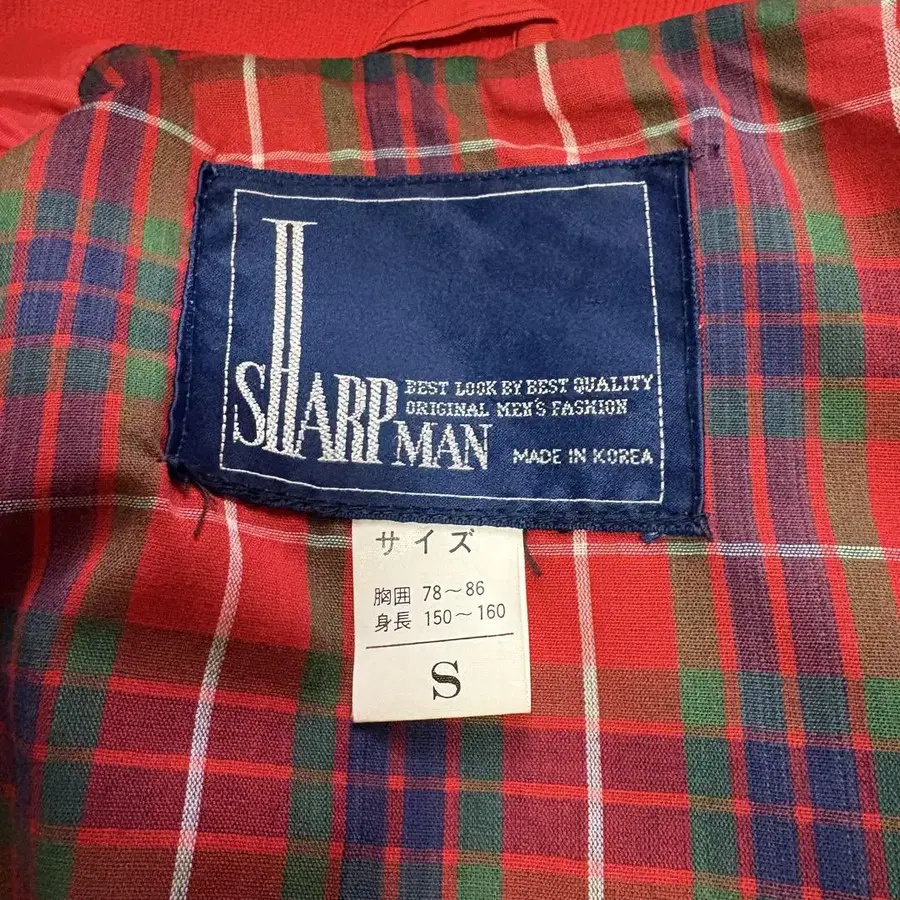 SHARP MAN
BEST LOOK BY BEST QUALITY
ORIGINAL MEN'S FASHION
MADE IN KOREA
サイズ
胸囲 78～86
身長 150～160
S